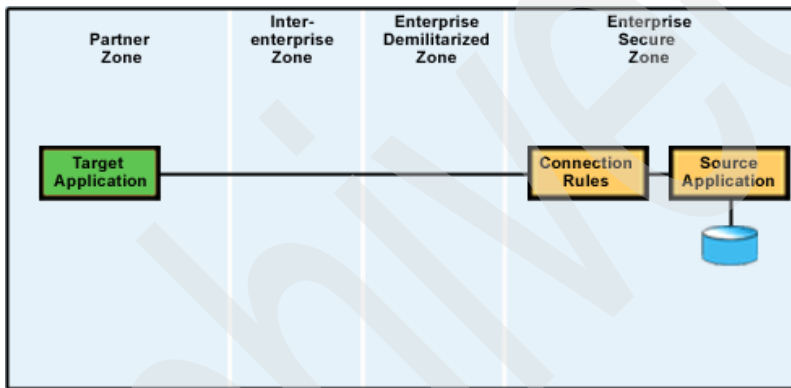 Partner
Zone
Inter-
enterprise
Zone
Enterprise
Demilitarized
Zone
Enterprise
Secure
Zone
Target
Application
Connection
Rules
Source
Application